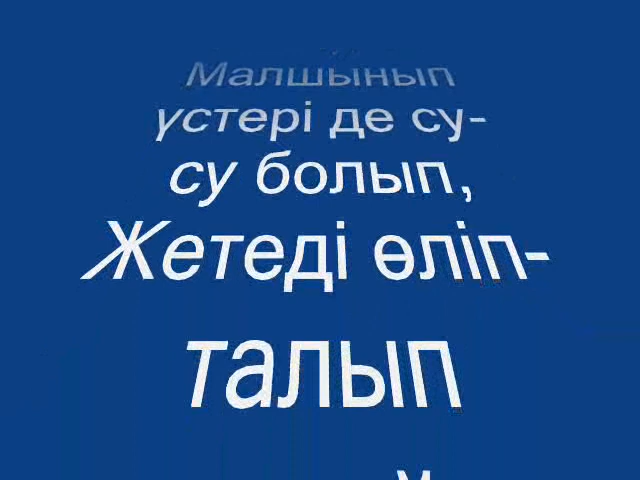 Малшынып
үстері де су-
су болып,
Жетеді өліп-
талып